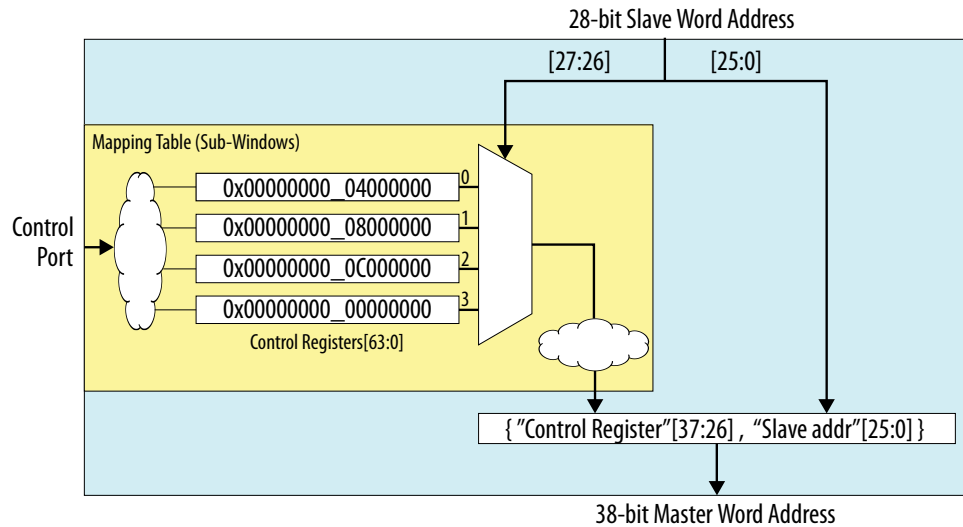 28-bit Slave Word Address
[27:26] [25:0]
Mapping Table (Sub-Windows)
0x00000000_04000000 0
0x00000000_08000000 1
Control
Port
0x00000000_0C000000 2
0x00000000_00000000 3
Control Registers[63:0]
{ ”Control Register”[37:26] , “Slave addr”[25:0] }
38-bit Master Word Address